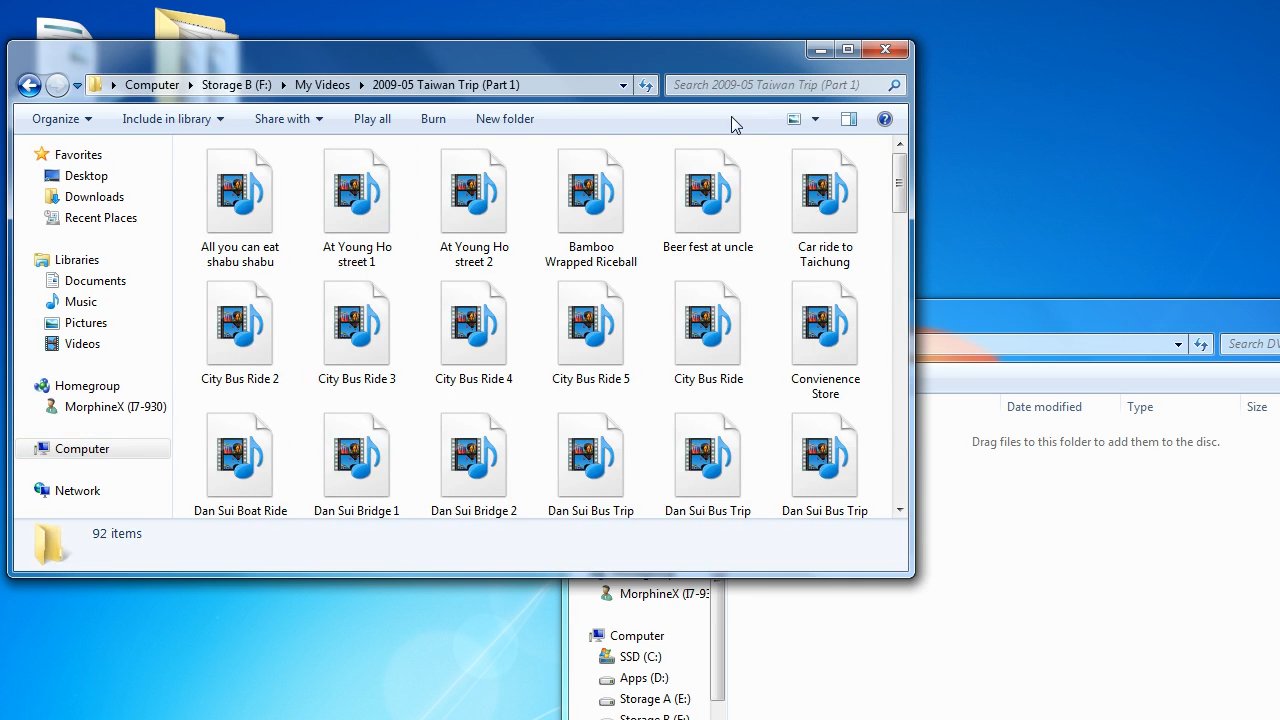 Computer ▸ Storage B (F:) ▸ My Videos ▸ 2009-05 Taiwan Trip (Part 1)
Search 2009-05 Taiwan Trip (Part 1)
Organize
Include in library
Share with
Play all
Burn
New folder
Favorites
Desktop
Downloads
Recent Places
Libraries
Documents
Music
Pictures
Videos
Homegroup
MorphineX (I7-930)
Computer
Network
All you can eat
shabu shabu
At Young Ho
street 1
At Young Ho
street 2
Bamboo
Wrapped Riceball
Beer fest at uncle
Car ride to
Taichung
City Bus Ride 2
City Bus Ride 3
City Bus Ride 4
City Bus Ride 5
City Bus Ride
Convienence
Store
Dan Sui Boat Ride
Dan Sui Bridge 1
Dan Sui Bridge 2
Dan Sui Bus Trip
Dan Sui Bus Trip
Dan Sui Bus Trip
92 items
Search DV
Date modified
Type
Size
Drag files to this folder to add them to the disc.
MorphineX (I7-93
Computer
SSD (C:)
Apps (D:)
Storage A (E:)
Storage B (F:)